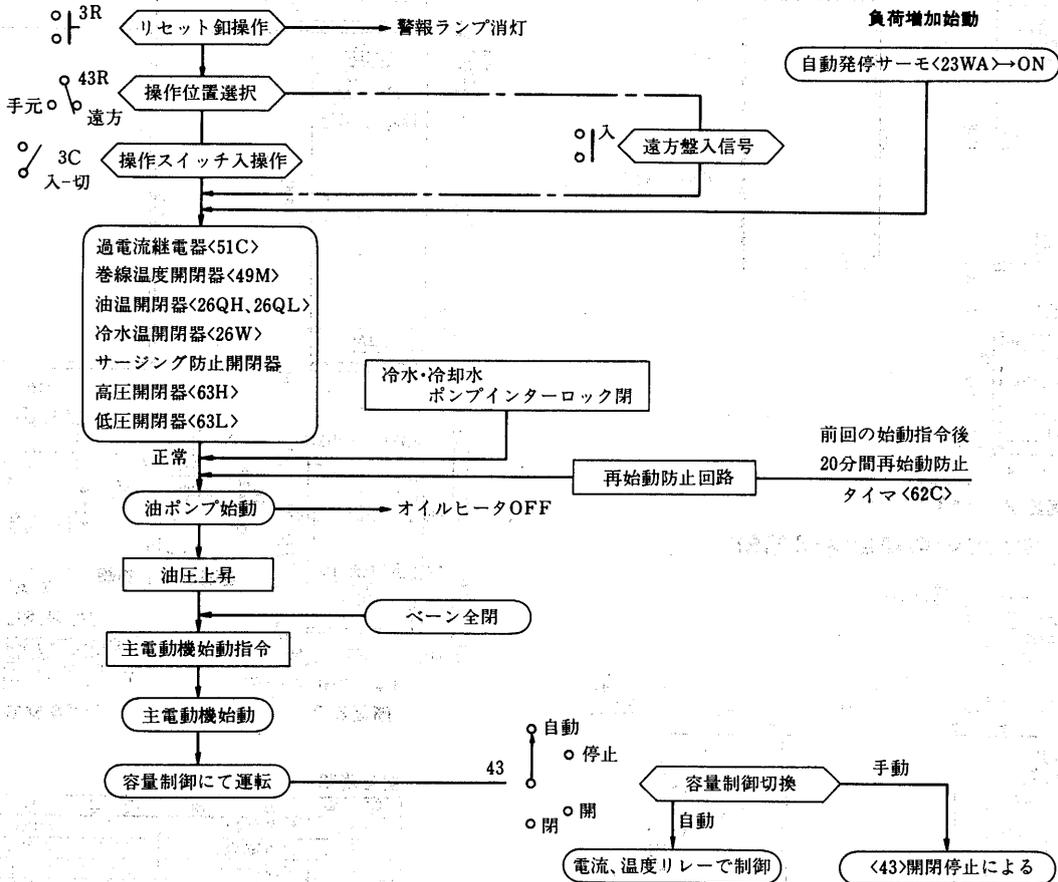 3R
リセット釦操作
警報ランプ消灯
負荷増加始動
自動発停サーモ<23WA>→ON
43R
手元
遠方
操作位置選択
3C
入-切
操作スイッチ入操作
入
遠方盤入信号
過電流継電器<51C>
巻線温度開閉器<49M>
油温開閉器<26QH、26QL>
冷水温開閉器<26W>
サージング防止開閉器
高圧開閉器<63H>
低圧開閉器<63L>
正常
冷水・冷却水
ポンプインターロック閉
再始動防止回路
前回の始動指令後
20分間再始動防止
タイマ<62C>
油ポンプ始動
オイルヒータOFF
油圧上昇
ベーン全閉
主電動機始動指令
主電動機始動
容量制御にて運転
43
自動
停止
開
閉
容量制御切換
手動
自動
電流、温度リレーで制御
<43>開閉停止による